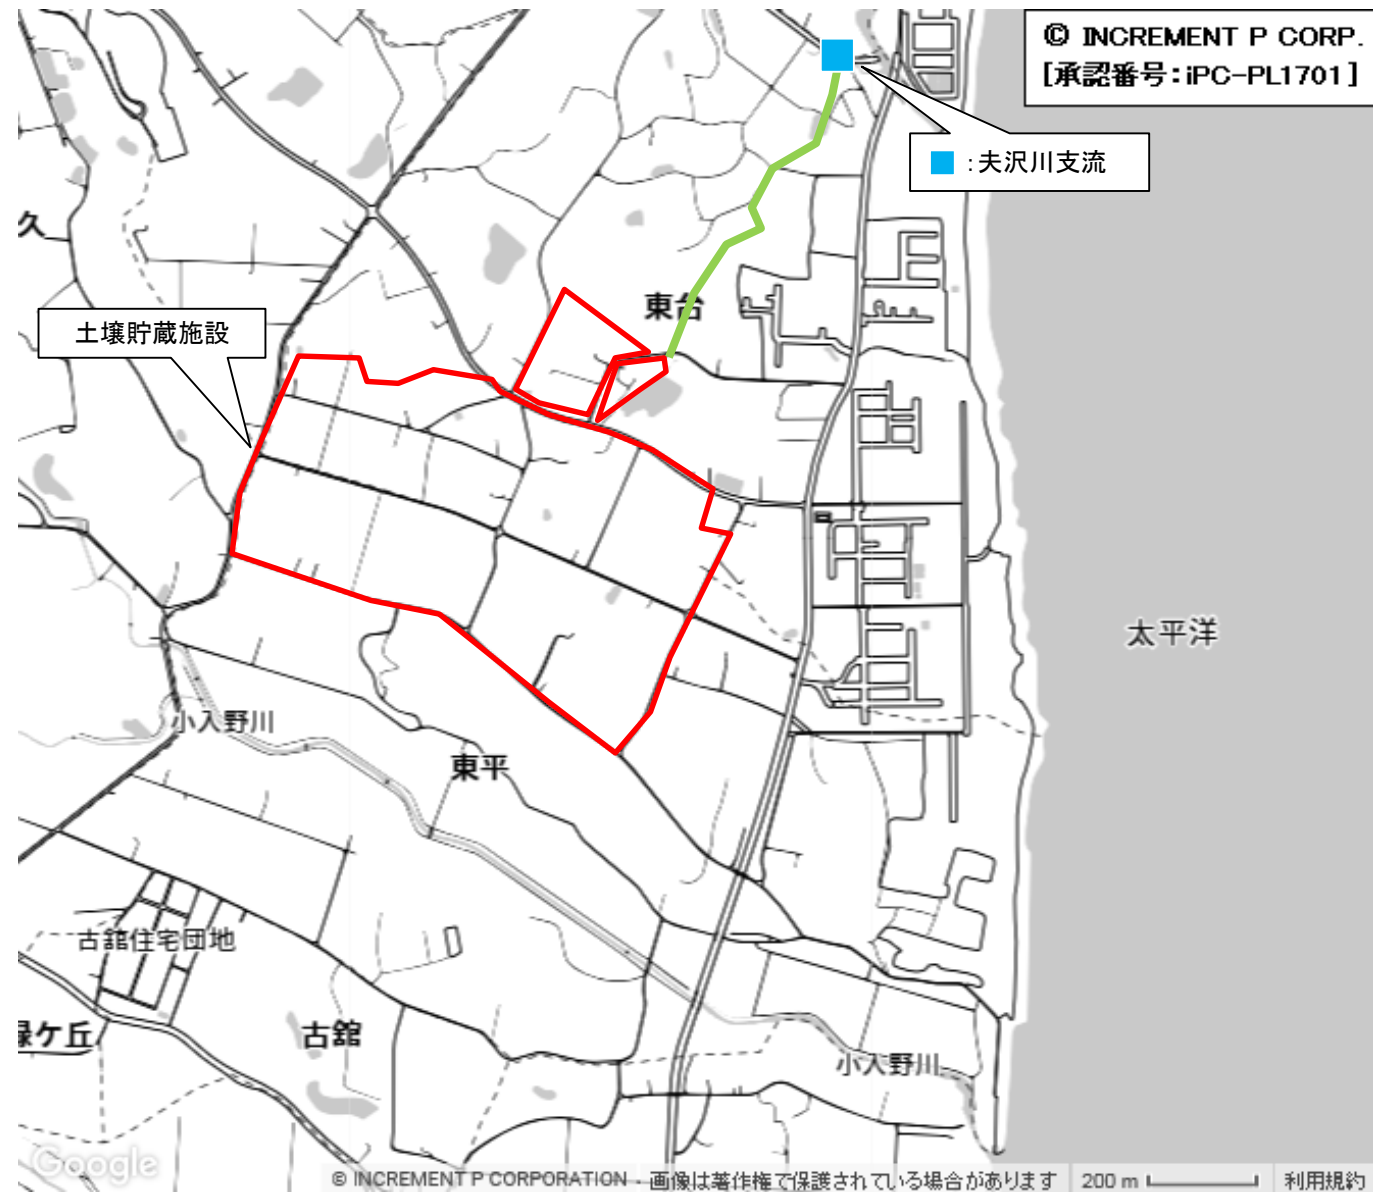 © INCREMENT P CORP.
[承認番号:iPC-PL1701]
:夫沢川支流
久
東台
土壌貯蔵施設
太平洋
小入野川
東平
古舘住宅団地
緑ケ丘
古舘
小入野川
Google
© INCREMENT P CORPORATION - 画像は著作権で保護されている場合があります 200 m 利用規約